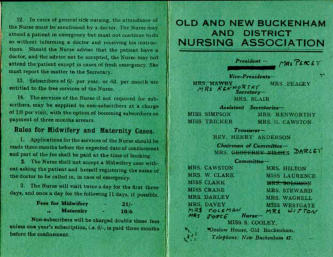 12. In cases of general sick nursing, the attendance of
the Nurse must be sanctioned by a doctor. The Nurse may
attend a patient in emergency but must not continue to do
so without informing a doctor and receiving his instruc-
tions. Should the Nurse advise that the patient have a
doctor, and the advice not be accepted, the Nurse may not
attend the patient except in cases of fresh emergency. She
must report the matter to the Secretary.
13. Subscribers of 6/- per year, or 6d. per month are
entitled to the free services of the Nurse.
14. The services of the Nurse if not required for sub-
scribers, may be supplied to non-subscribers at a charge
of 1/6 per visit, with the option of becoming subscribers on
payment of three months arrears.
Rules for Midwifery and Maternity Cases.
1. Applications for the services of the Nurse should be
made three months before the expected date of confinement
and part of the fee shall be paid at the time of booking.
2. The Nurse shall not accept a Midwifery case with-
out asking the patient and herself registering the name of
the doctor to be called in, in case of emergency.
3. The Nurse will visit twice a day for the first three
days, and once a day for the following 11 days, if possible.
Fees for Midwifery - 21/-
" Maternity - 10/6
Non-subscribers will be charged double these fees
unless one year's subscription, i.e. 6/-, is paid three months
before the confinement.
OLD AND NEW BUCKENHAM
AND DISTRICT
NURSING ASSOCIATION
President— MRS PERCEY
Vice-Presidents—
MRS. MAWBY MRS. PEACEY
MRS KENWORTHY
Secretary—
MRS. BLAIR
Assistant Secretaries—
MISS SIMPSON MRS. KENWORTHY
MISS TRICKER MRS. G. CAWSTON
Treasurer—
REV. HENRY ANDERSON
Chairman of Committee—
MRS. DARLEY
Committee—
MRS. CAWSTON MRS. HILTON
MRS. W. CLARK MISS LAURENCE
MISS CLARK MRS.
MISS CRANE MRS. STEWARD
MRS. DARLEY MRS. WAGNELL
MRS. DAVEY MISS WESTGATE
MRS COLEMAN MRS WITTON
MRS
Nurse—
MISS S. COOLEY,
Onslow House, Old Buckenham.
Telephone: New Buckenham 47.